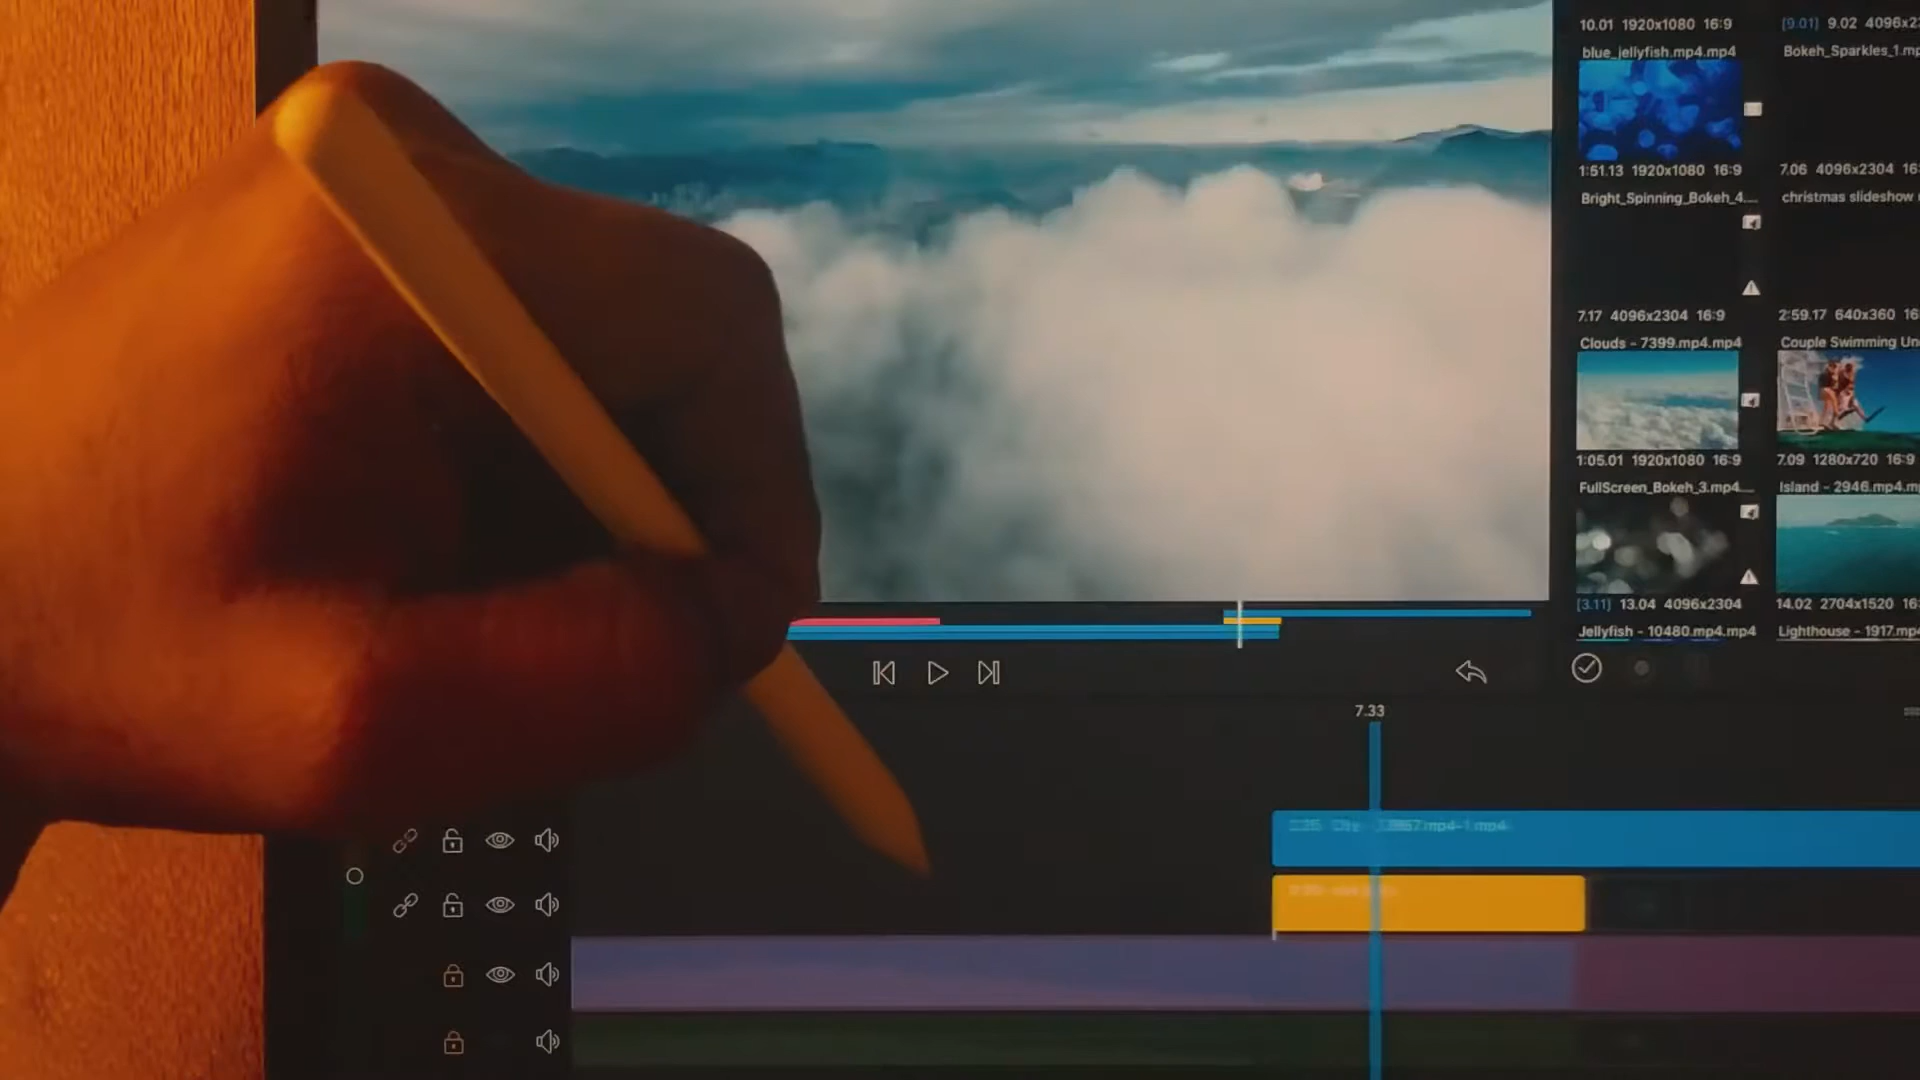 10.01 1920x1080 16:9
[9.01] 9.02 4096x2
blue_jellyfish.mp4.mp4
Bokeh_Sparkles_1.mp
1:51.13 1920x1080 16:9
7.06 4096x2304 16:
Bright_Spinning_Bokeh_4...
christmas slideshow
7.17 4096x2304 16:9
2:59.17 640x360 16:
Clouds - 7399.mp4.mp4
Couple Swimming Un
1:05.01 1920x1080 16:9
7.09 1280x720 16:9
FullScreen_Bokeh_3.mp4...
Island - 2946.mp4.m
[3.11] 13.04 4096x2304
14.02 2704x1520 16:
Jellyfish - 10480.mp4.mp4
Lighthouse - 1917.mp4
7.33
mp4-1.mp4